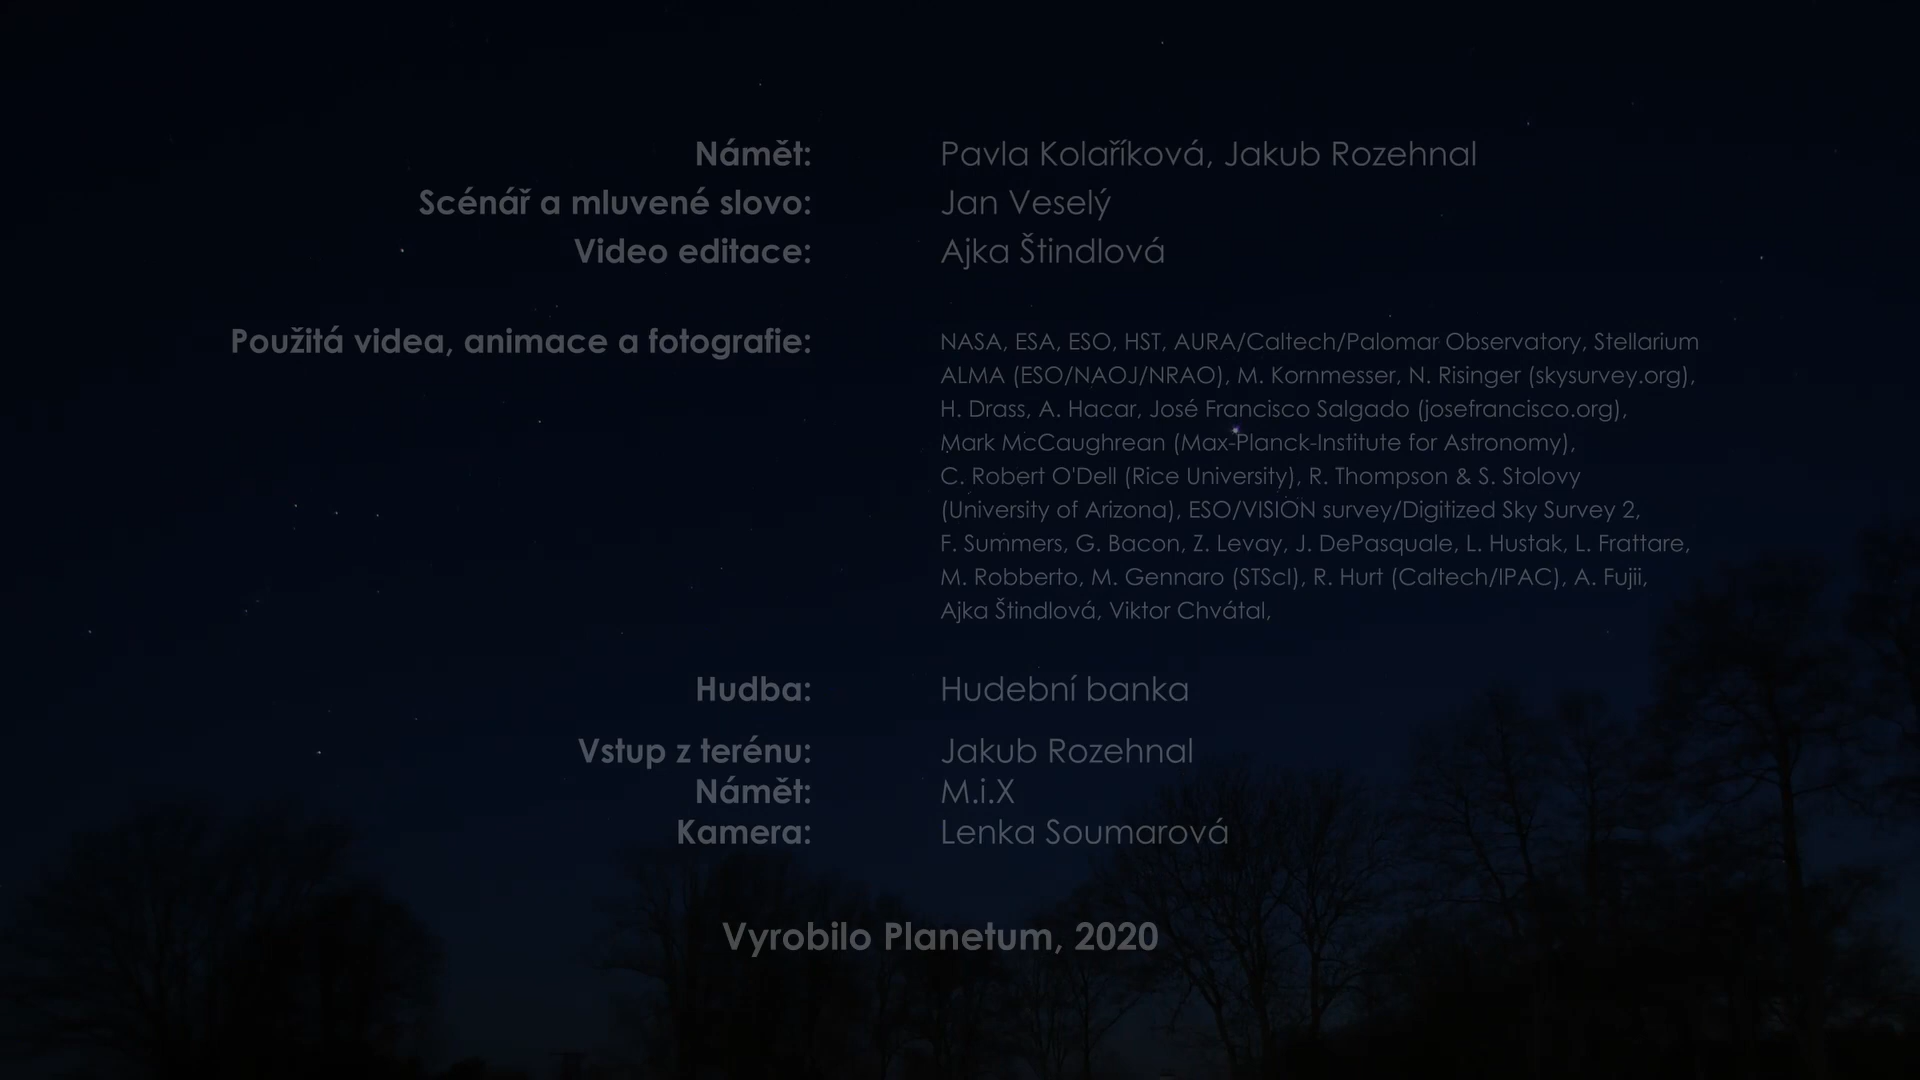 Námět: Pavla Kolaříková, Jakub Rozehnal
Scénář a mluvené slovo: Jan Veselý
Video editace: Ajka Štindlová
Použitá videa, animace a fotografie: NASA, ESA, ESO, HST, AURA/Caltech/Palomar Observatory, Stellarium
ALMA (ESO/NAOJ/NRAO), M. Kornmesser, N. Risinger (skysurvey.org),
H. Drass, A. Hacar, José Francisco Salgado (josefrancisco.org),
Mark McCaughrean (Max-Planck-Institute for Astronomy),
C. Robert O'Dell (Rice University), R. Thompson & S. Stolovy
(University of Arizona), ESO/VISION survey/Digitized Sky Survey 2,
F. Summers, G. Bacon, Z. Levay, J. DePasquale, L. Hustak, L. Frattare,
M. Robberto, M. Gennaro (STScI), R. Hurt (Caltech/IPAC), A. Fujii,
Ajka Štindlová, Viktor Chvátal,
Hudba: Hudební banka
Vstup z terénu: Jakub Rozehnal
Námět: M.i.X
Kamera: Lenka Soumarová
Vyrobilo Planetum, 2020